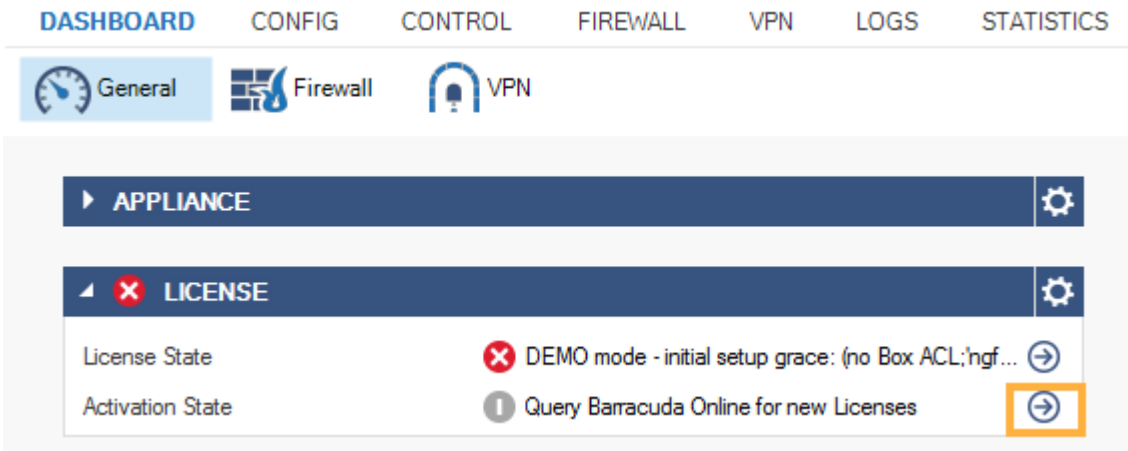 DASHBOARD CONFIG CONTROL FIREWALL VPN LOGS STATISTICS
General Firewall VPN
APPLIANCE
LICENSE
License State DEMO mode - initial setup grace: (no Box ACL;'ngf...
Activation State Query Barracuda Online for new Licenses